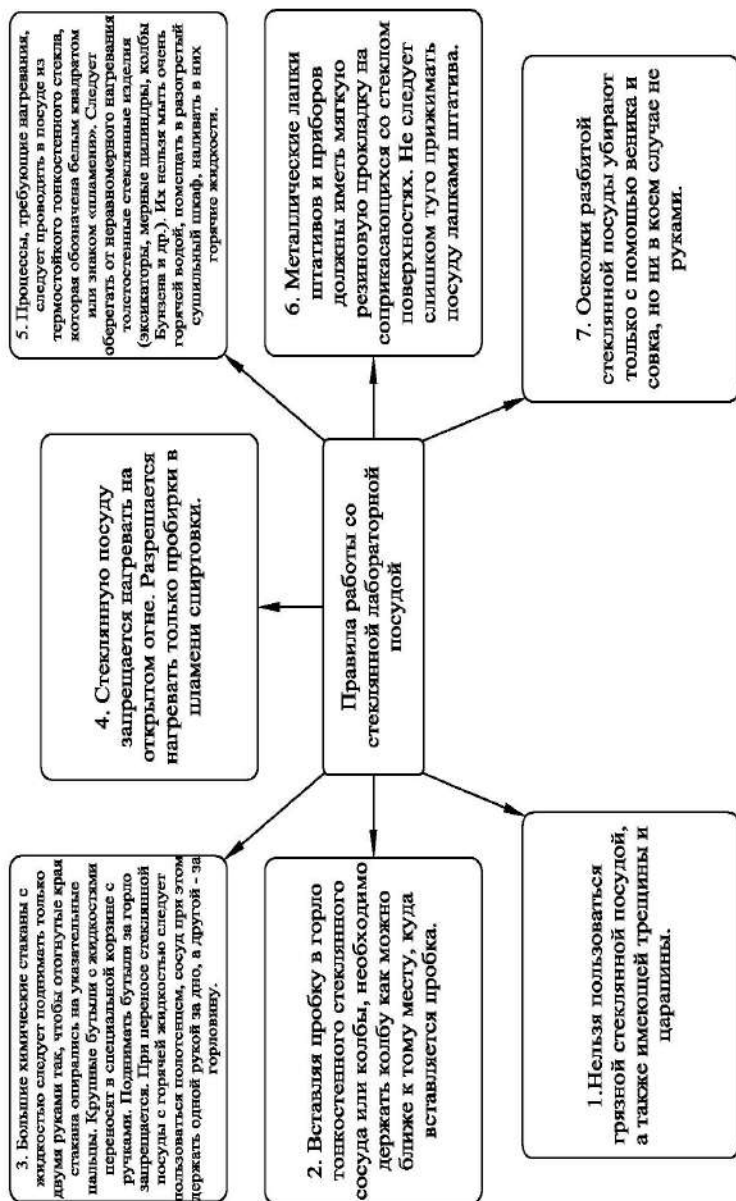 3. Большие химические стаканы с
жидкостью следует поднимать только
двумя руками так, чтобы отогнутые края
стакана опирались на указательные
пальцы. Крупные бутыли с жидкостями
переносят в специальной корзине с
ручками. Поднимать бутыли за горло
запрещается. При переносе стеклянной
посуды с горячей жидкостью следует
пользоваться полотенцем, сосуд при этом
держать одной рукой за дно, а другой - за
горловину.
4. Стеклянную посуду
запрещается нагревать на
открытом огне. Разрешается
нагревать только пробирки в
пламени спиртовки.
5. Процессы, требующие нагревания,
следует проводить в посуде из
термостойкого тонкостенного стекла,
которая обозначена белым квадратом
или знаком «пламени». Следует
оберегать от неравномерного нагревания
толстостенные стеклянные изделия
(эксикаторы, мерные цилиндры, колбы
Бунзена и др.). Их нельзя мыть очень
горячей водой, помещать в разогретый
сушильный шкаф, наливать в них
горячие жидкости.
2. Вставляя пробку в горло
тонкостенного стеклянного
сосуда или колбы, необходимо
держать колбу как можно
ближе к тому месту, куда
вставляется пробка.
Правила работы со
стеклянной лабораторной
посудой
6. Металлические лапки
штативов и приборов
должны иметь мягкую
резиновую прокладку на
соприкасающихся со стеклом
поверхностях. Не следует
слишком туго прижимать
посуду лапками штатива.
1.Нельзя пользоваться
грязной стеклянной посудой,
а также имеющей трещины и
царапины.
7. Осколки разбитой
стеклянной посуды убирают
только с помощью веника и
совка, но ни в коем случае не
руками.